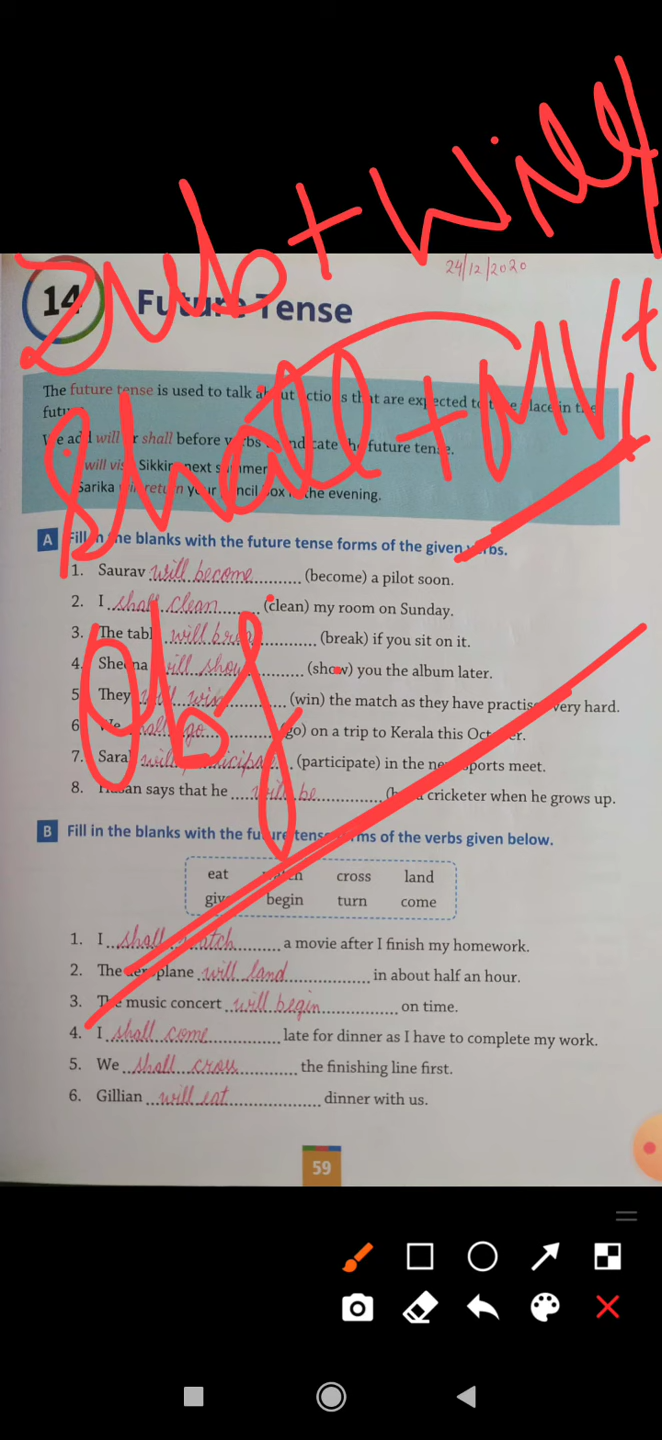 Sub + Will/
24/12/2020
14 Future Tense
Shall + MV1 +
Obj
The future tense is used to talk about actions that are expected to take place in the
future.
We add will or shall before verbs to indicate the future tense.
will visit Sikkim next summer
Sarika will return your pencil box in the evening.
A Fill in the blanks with the future tense forms of the given verbs.
1. Saurav will become (become) a pilot soon.
2. I shall clean (clean) my room on Sunday.
3. The table will break (break) if you sit on it.
4. Sheena will show (show) you the album later.
5. They will win (win) the match as they have practised very hard.
6. We shall go (go) on a trip to Kerala this October.
7. Sara will participate (participate) in the new sports meet.
8. Hasan says that he will be (be) a cricketer when he grows up.
B Fill in the blanks with the future tense forms of the verbs given below.
eat watch cross land
give begin turn come
1. I shall watch a movie after I finish my homework.
2. The aeroplane will land in about half an hour.
3. The music concert will begin on time.
4. I shall come late for dinner as I have to complete my work.
5. We shall cross the finishing line first.
6. Gillian will eat dinner with us.
59